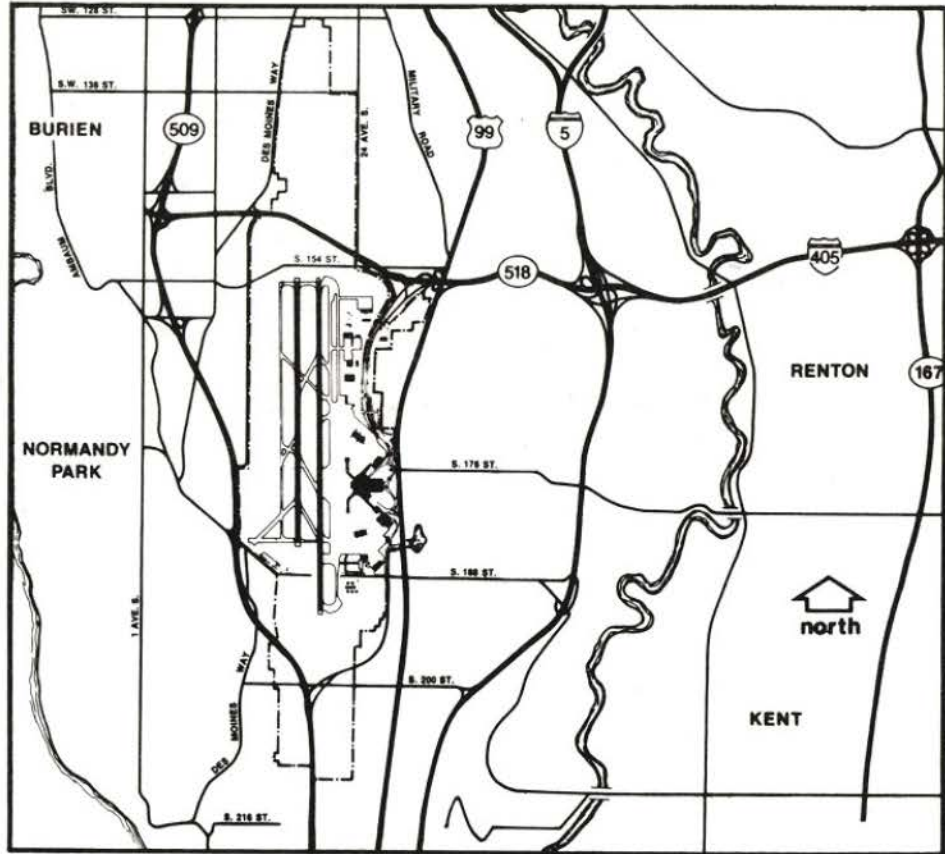 SW. 128 ST.
S.W. 136 ST.
BURIEN
509
DES MOINES WAY
24 AVE. S.
MILITARY ROAD
99
5
AMBAUM BLVD.
S. 154 ST.
518
405
RENTON
167
NORMANDY
PARK
S. 176 ST.
S. 188 ST.
1 AVE. S.
north
S. 200 ST.
DES MOINES WAY
KENT
S. 216 ST.